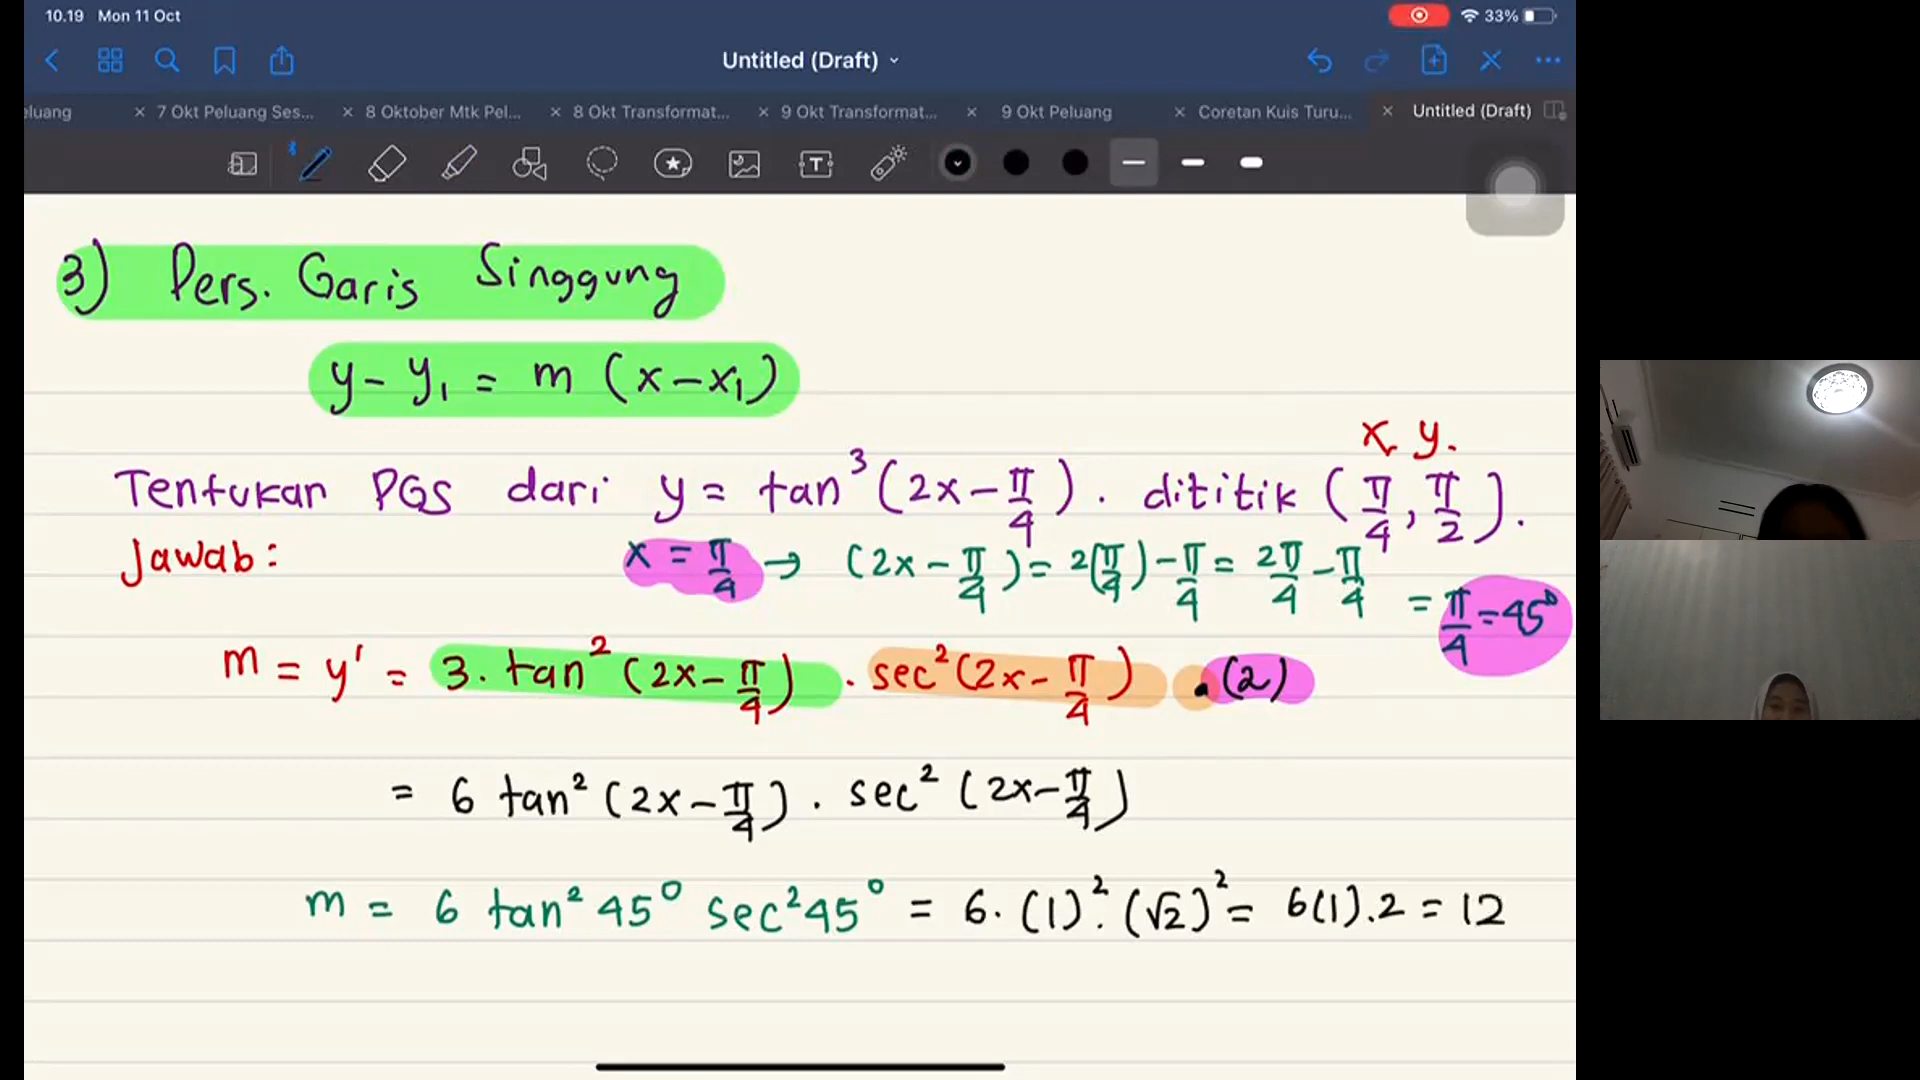 10.19 Mon 11 Oct
33%
Untitled (Draft)
eluang
7 Okt Peluang Ses...
8 Oktober Mtk Pel...
8 Okt Transformat...
9 Okt Transformat...
9 Okt Peluang
Coretan Kuis Turu...
Untitled (Draft)
3) Pers. Garis Singgung
y - y₁ = m (x - x₁)
x, y.
Tentukan PGS dari y = tan³ (2x - π/4). dititik (π/4, π/2).
Jawab: x = π/4 → (2x - π/4) = 2(π/4) - π/4 = 2π/4 - π/4
= π/4 = 45°
m = y' = 3. tan² (2x - π/4) . sec² (2x - π/4) . (2)
= 6 tan² (2x - π/4) . sec² (2x - π/4)
m = 6 tan² 45° sec² 45° = 6. (1)². (√2)² = 6(1).2 = 12